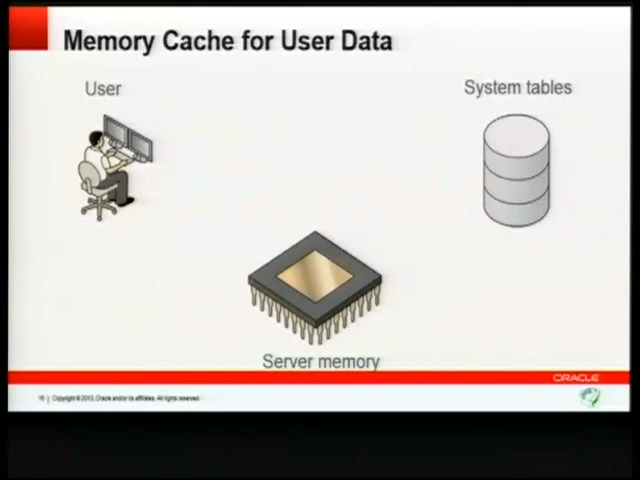 Memory Cache for User Data
User
System tables
Server memory
ORACLE
16 | Copyright © 2013, Oracle and/or its affiliates. All rights reserved.